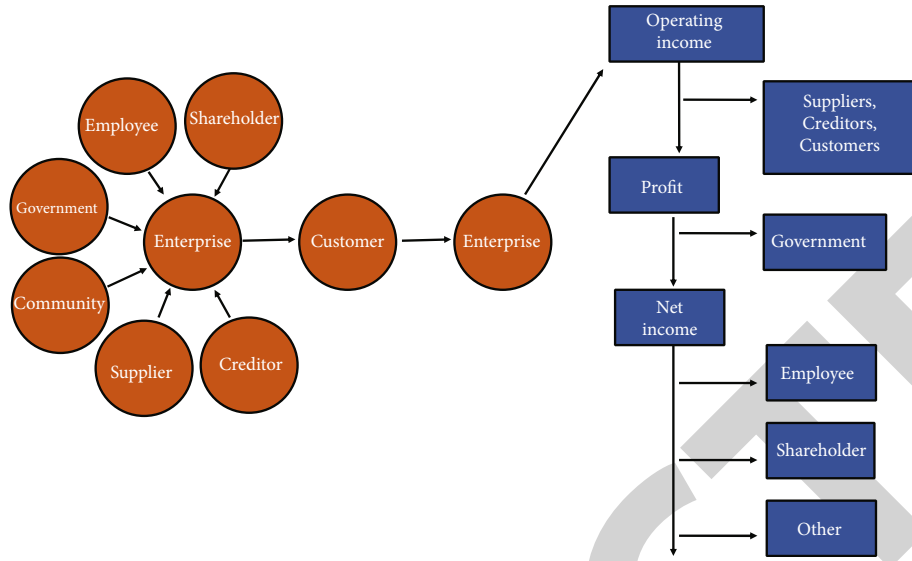 Operating
income
Employee
Shareholder
Suppliers,
Creditors,
Customers
Profit
Government
Enterprise
Customer
Enterprise
Government
Community
Net
income
Supplier
Creditor
Employee
Shareholder
Other